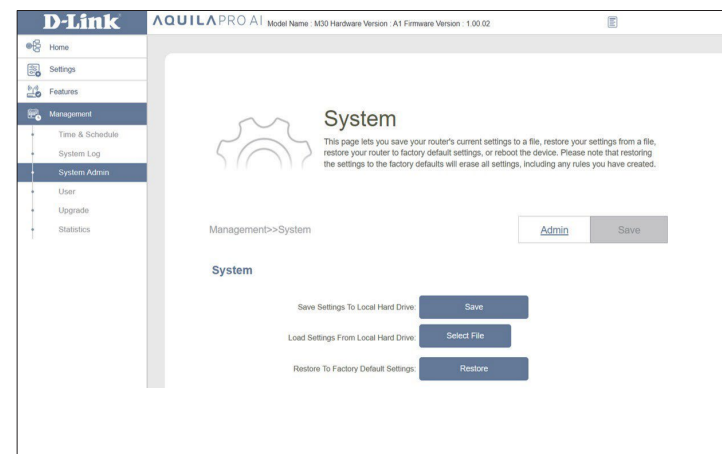 D-Link
AQUILA PRO AI Model Name : M30 Hardware Version : A1 Firmware Version : 1.00.02
Home
Settings
Features
Management
Time & Schedule
System Log
System Admin
User
Upgrade
Statistics
System
This page lets you save your router's current settings to a file, restore your settings from a file,
restore your router to factory default settings, or reboot the device. Please note that restoring
the settings to the factory defaults will erase all settings, including any rules you have created.
Management>>System
Admin
Save
System
Save Settings To Local Hard Drive: Save
Load Settings From Local Hard Drive: Select File
Restore To Factory Default Settings: Restore